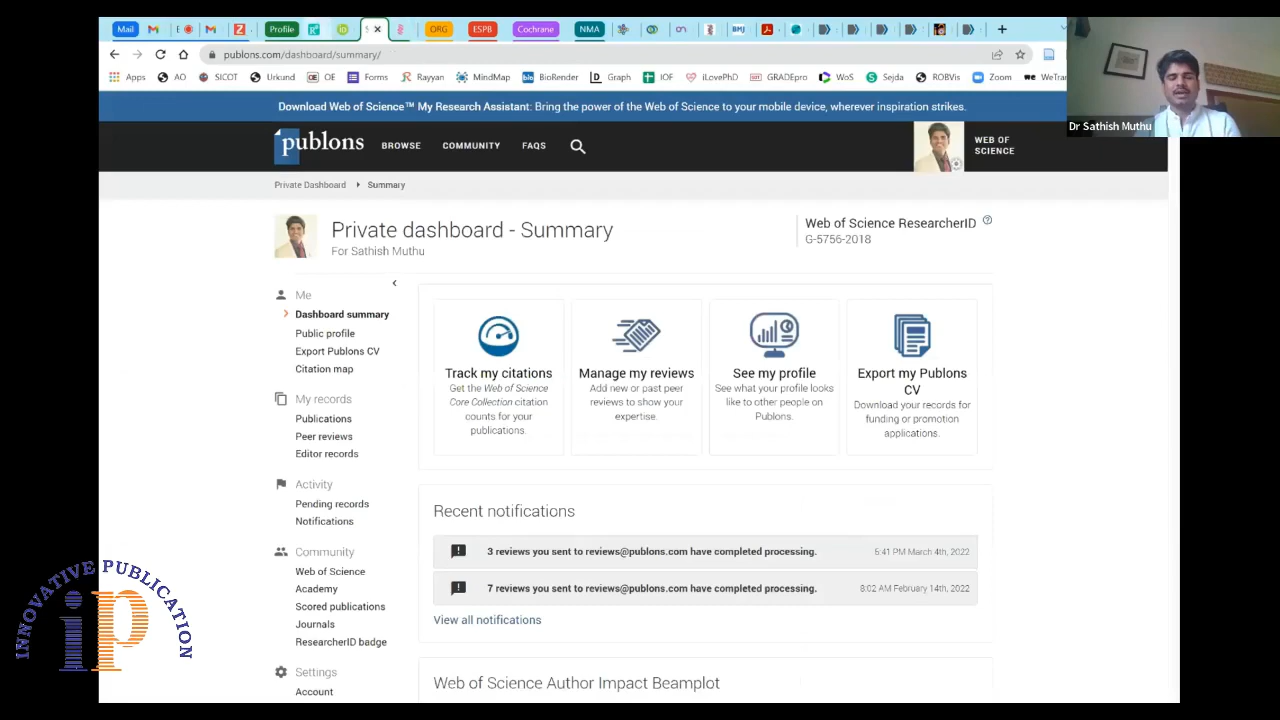 Mail
Profile
ORG
ESPB
Cochrane
NMA
BMJ
publons.com/dashboard/summary/
Apps AO SICOT Urkund OE Forms Rayyan MindMap BioRender Graph IOF iLovePhD GRADEpro WoS Sejda ROBVis Zoom WeTran
Download Web of Science™ My Research Assistant: Bring the power of the Web of Science to your mobile device, wherever inspiration strikes.
Dr Sathish Muthu
publons BROWSE COMMUNITY FAQS
WEB OF
SCIENCE
Private Dashboard Summary
Private dashboard - Summary
For Sathish Muthu
Web of Science ResearcherID
G-5756-2018
Me
Dashboard summary
Public profile
Export Publons CV
Citation map
My records
Publications
Peer reviews
Editor records
Activity
Pending records
Notifications
Community
Web of Science
Academy
Scored publications
Journals
ResearcherID badge
Settings
Account
Track my citations
Get the Web of Science
Core Collection citation
counts for your
publications.
Manage my reviews
Add new or past peer
reviews to show your
expertise.
See my profile
See what your profile looks
like to other people on
Publons.
Export my Publons
CV
Download your records for
funding or promotion
applications.
Recent notifications
3 reviews you sent to reviews@publons.com have completed processing. 5:41 PM March 4th, 2022
7 reviews you sent to reviews@publons.com have completed processing. 8:02 AM February 14th, 2022
View all notifications
Web of Science Author Impact Beamplot
INNOVATIVE PUBLICATION
ip